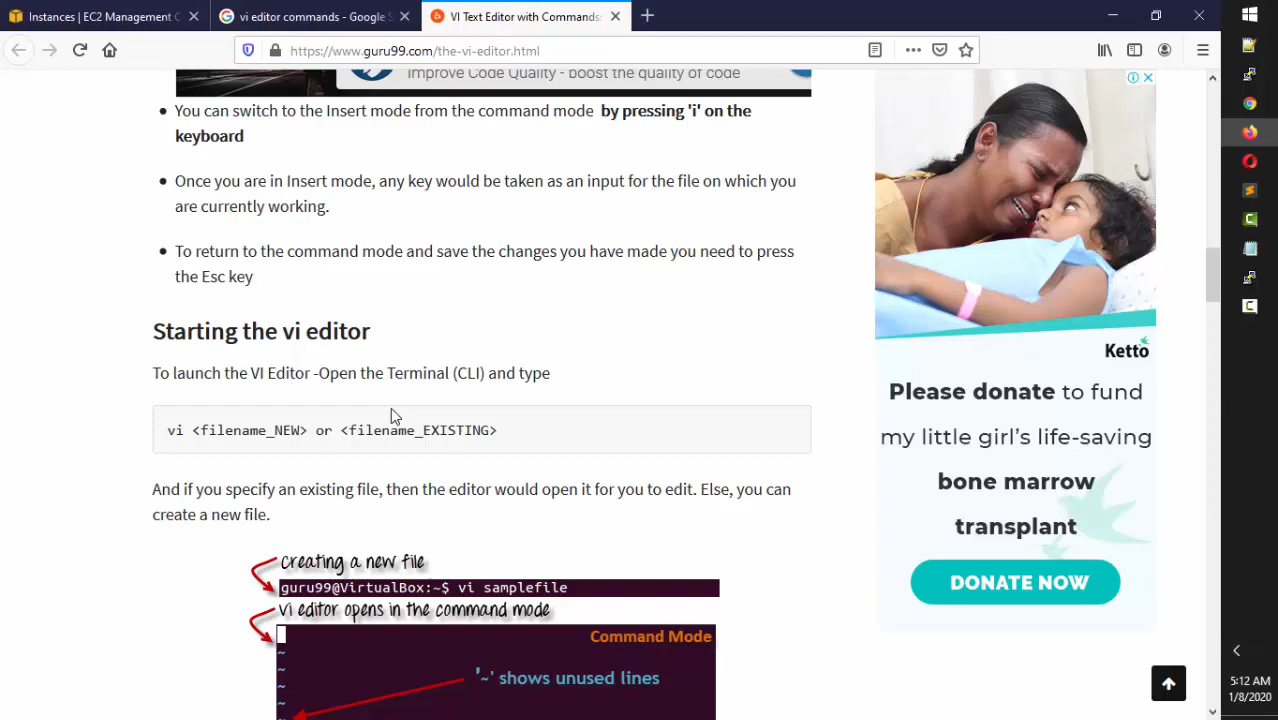 Instances | EC2 Management C
vi editor commands - Google S
VI Text Editor with Commands:
https://www.guru99.com/the-vi-editor.html
Improve Code Quality - boost the quality of code
You can switch to the Insert mode from the command mode by pressing 'i' on the
keyboard
Once you are in Insert mode, any key would be taken as an input for the file on which you
are currently working.
To return to the command mode and save the changes you have made you need to press
the Esc key
Starting the vi editor
To launch the VI Editor -Open the Terminal (CLI) and type
vi <filename_NEW> or <filename_EXISTING>
And if you specify an existing file, then the editor would open it for you to edit. Else, you can
create a new file.
creating a new file
guru99@VirtualBox:~$ vi samplefile
vi editor opens in the command mode
Command Mode
~
~
~
~
'~' shows unused lines
Ketto
Please donate to fund
my little girl's life-saving
bone marrow
transplant
DONATE NOW
5:12 AM
1/8/2020